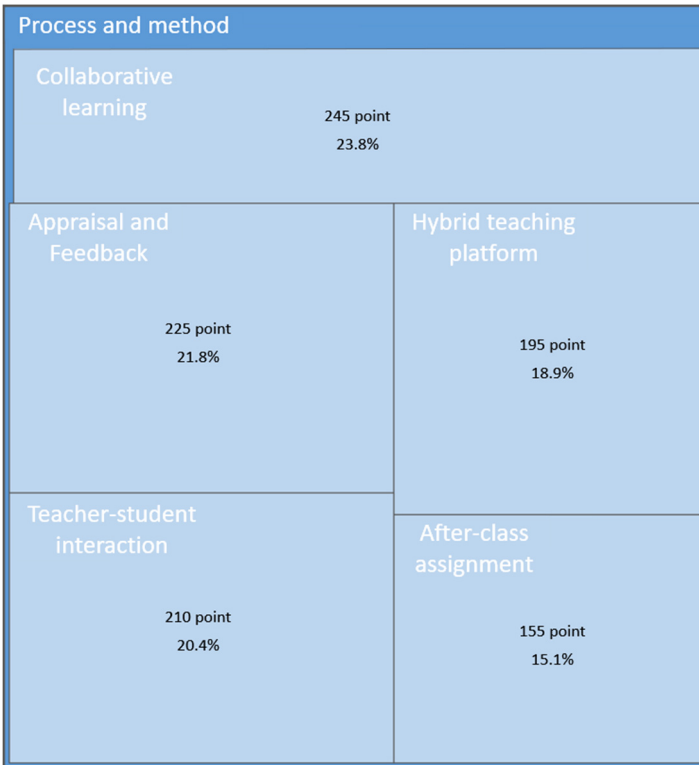 Process and method
Collaborative
learning
245 point
23.8%
Appraisal and
Feedback
225 point
21.8%
Hybrid teaching
platform
195 point
18.9%
Teacher-student
interaction
210 point
20.4%
After-class
assignment
155 point
15.1%